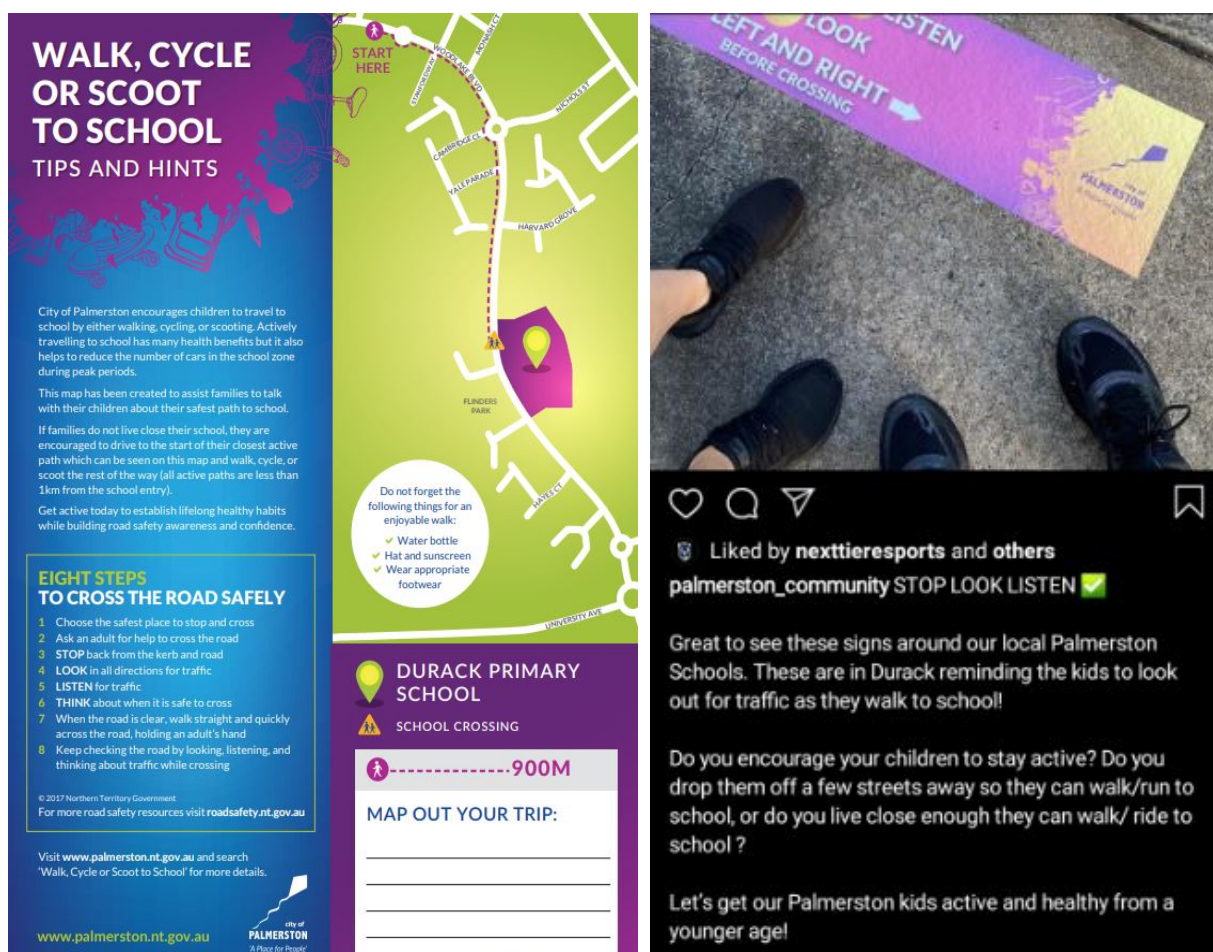 WALK, CYCLE
OR SCOOT
TO SCHOOL
TIPS AND HINTS
City of Palmerston encourages children to travel to
school by either walking, cycling, or scooting. Actively
travelling to school has many health benefits but it also
helps to reduce the number of cars in the school zone
during peak periods.
This map has been created to assist families to talk
with their children about their safest path to school.
If families do not live close their school, they are
encouraged to drive to the start of their closest active
path which can be seen on this map and walk, cycle, or
scoot the rest of the way (all active paths are less than
1km from the school entry).
Get active today to establish lifelong healthy habits
while building road safety awareness and confidence.
EIGHT STEPS
TO CROSS THE ROAD SAFELY
1 Choose the safest place to stop and cross
2 Ask an adult for help to cross the road
3 STOP back from the kerb and road
4 LOOK in all directions for traffic
5 LISTEN for traffic
6 THINK about when it is safe to cross
7 When the road is clear, walk straight and quickly
across the road, holding an adult's hand
8 Keep checking the road by looking, listening, and
thinking about traffic while crossing
© 2017 Northern Territory Government
For more road safety resources visit roadsafety.nt.gov.au
Visit www.palmerston.nt.gov.au and search
'Walk, Cycle or Scoot to School' for more details.
www.palmerston.nt.gov.au
city of
PALMERSTON
'A Place for People'
START
HERE
STANFORD WAY
WOODLAKE BLVD
MONASH CT
NICHOLS ST
CAMBRIDGE CL
YALE PARADE
HARVARD GROVE
FLINDERS
PARK
HAYES CT
UNIVERSITY AVE
Do not forget the
following things for an
enjoyable walk:
Water bottle
Hat and sunscreen
Wear appropriate
footwear
DURACK PRIMARY
SCHOOL
SCHOOL CROSSING
900M
MAP OUT YOUR TRIP:
LISTEN
LOOK
LEFT AND RIGHT
BEFORE CROSSING
city of
PALMERSTON
Liked by nexttieresports and others
palmerston_community STOP LOOK LISTEN ✅
Great to see these signs around our local Palmerston
Schools. These are in Durack reminding the kids to look
out for traffic as they walk to school!
Do you encourage your children to stay active? Do you
drop them off a few streets away so they can walk/run to
school, or do you live close enough they can walk/ ride to
school ?
Let's get our Palmerston kids active and healthy from a
younger age!